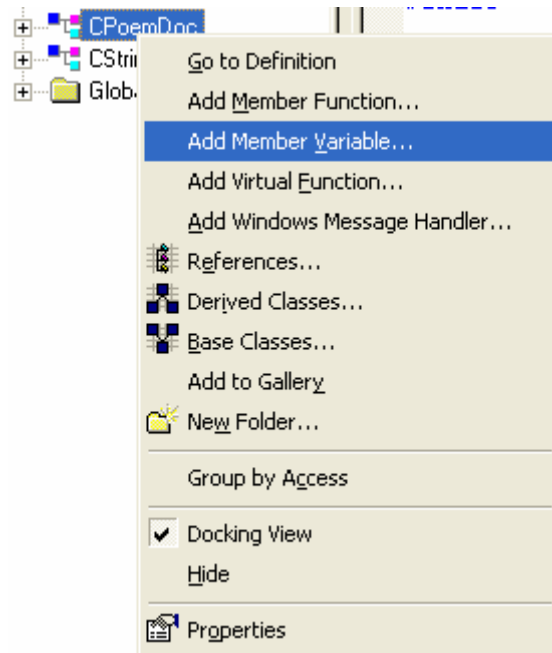 CPoemDoc
CStri
Glob
Go to Definition
Add Member Function...
Add Member Variable...
Add Virtual Function...
Add Windows Message Handler...
References...
Derived Classes...
Base Classes...
Add to Gallery
New Folder...
Group by Access
Docking View
Hide
Properties